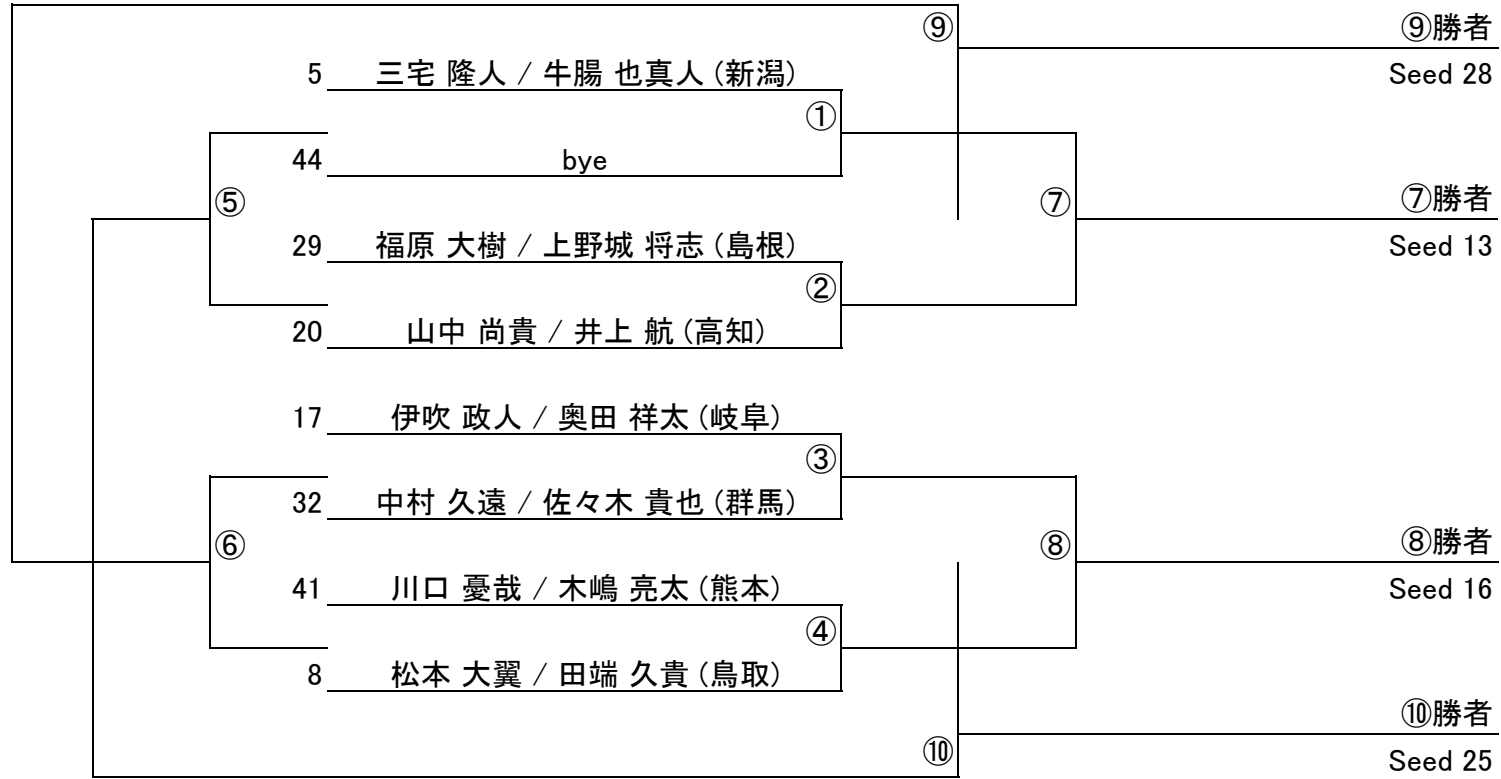 ⑨ ⑨勝者
5 三宅 隆人 / 牛腸 也真人 (新潟) Seed 28
①
44 bye
⑤ ⑦ ⑦勝者
29 福原 大樹 / 上野城 将志 (島根) Seed 13
②
20 山中 尚貴 / 井上 航 (高知)
17 伊吹 政人 / 奥田 祥太 (岐阜)
③
32 中村 久遠 / 佐々木 貴也 (群馬)
⑥ ⑧ ⑧勝者
41 川口 憂哉 / 木嶋 亮太 (熊本) Seed 16
④
8 松本 大翼 / 田端 久貴 (鳥取)
⑩勝者
⑩ Seed 25